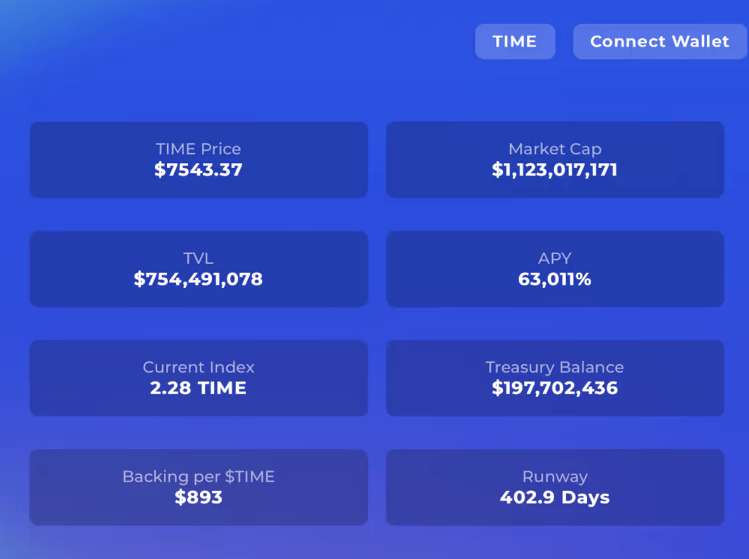 TIME
Connect Wallet
TIME Price
$7543.37
Market Cap
$1,123,017,171
TVL
$754,491,078
APY
63,011%
Current Index
2.28 TIME
Treasury Balance
$197,702,436
Backing per $TIME
$893
Runway
402.9 Days